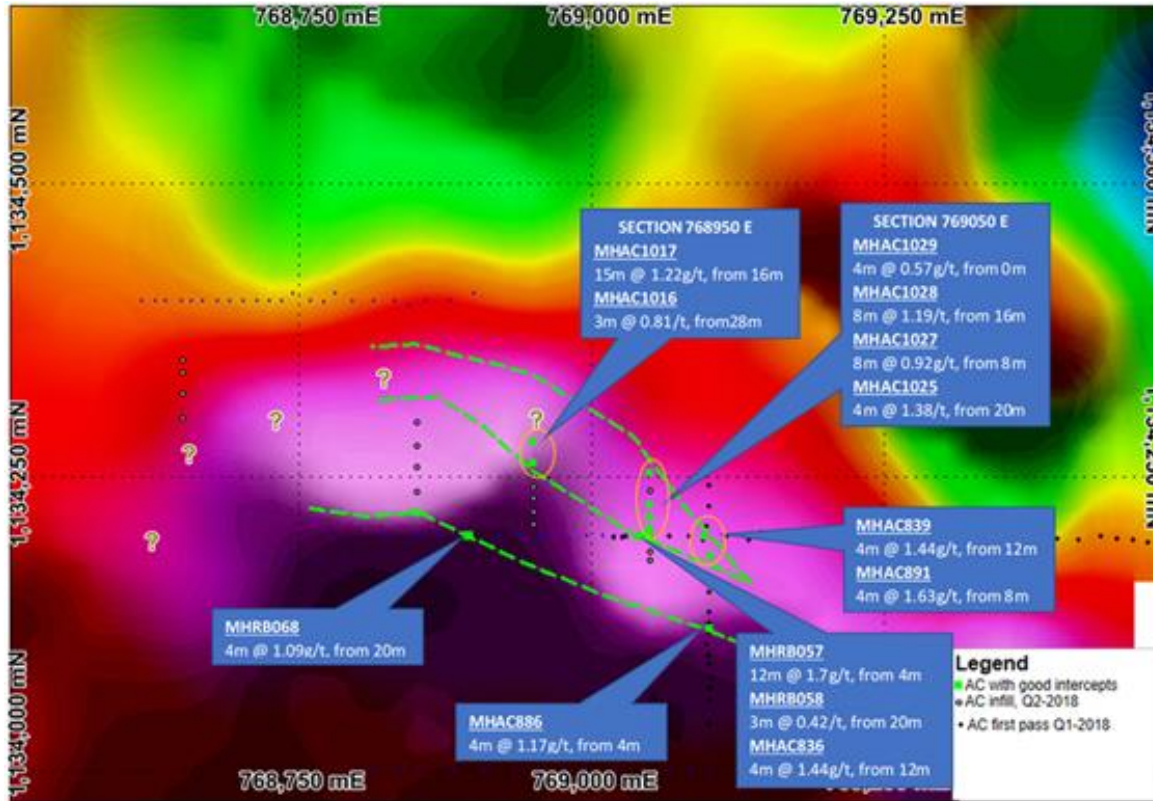 768,750 mE
769,000 mE
769,250 mE
1,134,500 mN
SECTION 768950 E
MHAC1017
15m @ 1.22g/t, from 16m
MHAC1016
3m @ 0.81/t, from28m
SECTION 769050 E
MHAC1029
4m @ 0.57g/t, from 0m
MHAC1028
8m @ 1.19/t, from 16m
MHAC1027
8m @ 0.92g/t, from 8m
MHAC1025
4m @ 1.38/t, from 20m
?
?
?
?
?
1,134,250 mN
MHAC839
4m @ 1.44g/t, from 12m
MHAC891
4m @ 1.63g/t, from 8m
MHRB068
4m @ 1.09g/t, from 20m
MHRB057
12m @ 1.7g/t, from 4m
MHRB058
3m @ 0.42/t, from 20m
MHAC836
4m @ 1.44g/t, from 12m
MHAC886
4m @ 1.17g/t, from 4m
Legend
AC with good intercepts
AC infill, Q2-2018
AC first pass Q1-2018
1,134,000 mN
768,750 mE
769,000 mE